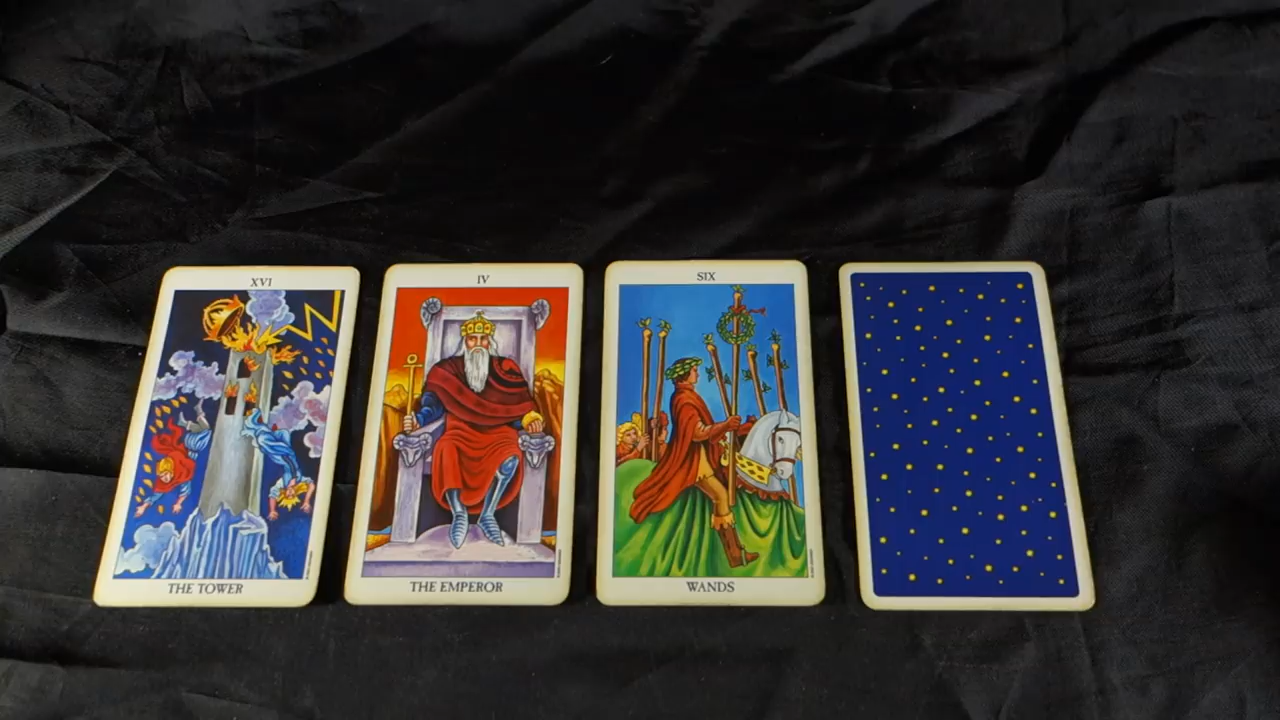 XVI
THE TOWER
IV
THE EMPEROR
SIX
WANDS